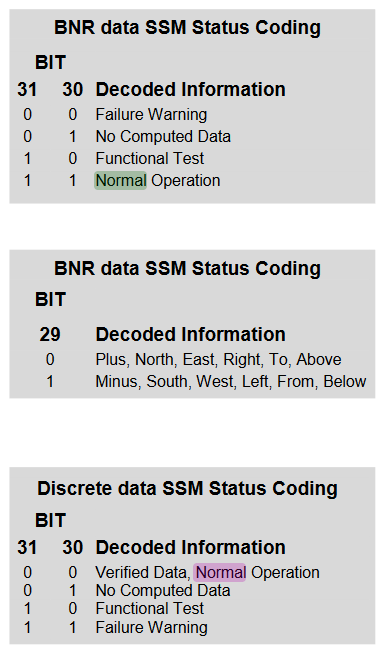 BNR data SSM Status Coding
BIT
31 30 Decoded Information
0 0 Failure Warning
0 1 No Computed Data
1 0 Functional Test
1 1 Normal Operation
BNR data SSM Status Coding
BIT
29 Decoded Information
0 Plus, North, East, Right, To, Above
1 Minus, South, West, Left, From, Below
Discrete data SSM Status Coding
BIT
31 30 Decoded Information
0 0 Verified Data, Normal Operation
0 1 No Computed Data
1 0 Functional Test
1 1 Failure Warning